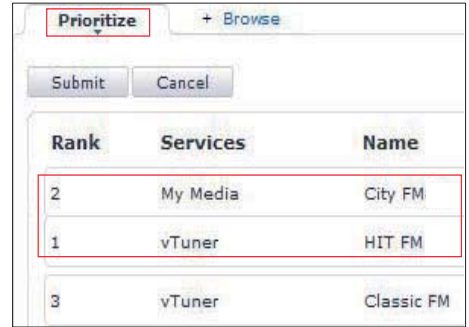 Prioritize + Browse
Submit Cancel
Rank Services Name
2 My Media City FM
1 vTuner HIT FM
3 vTuner Classic FM